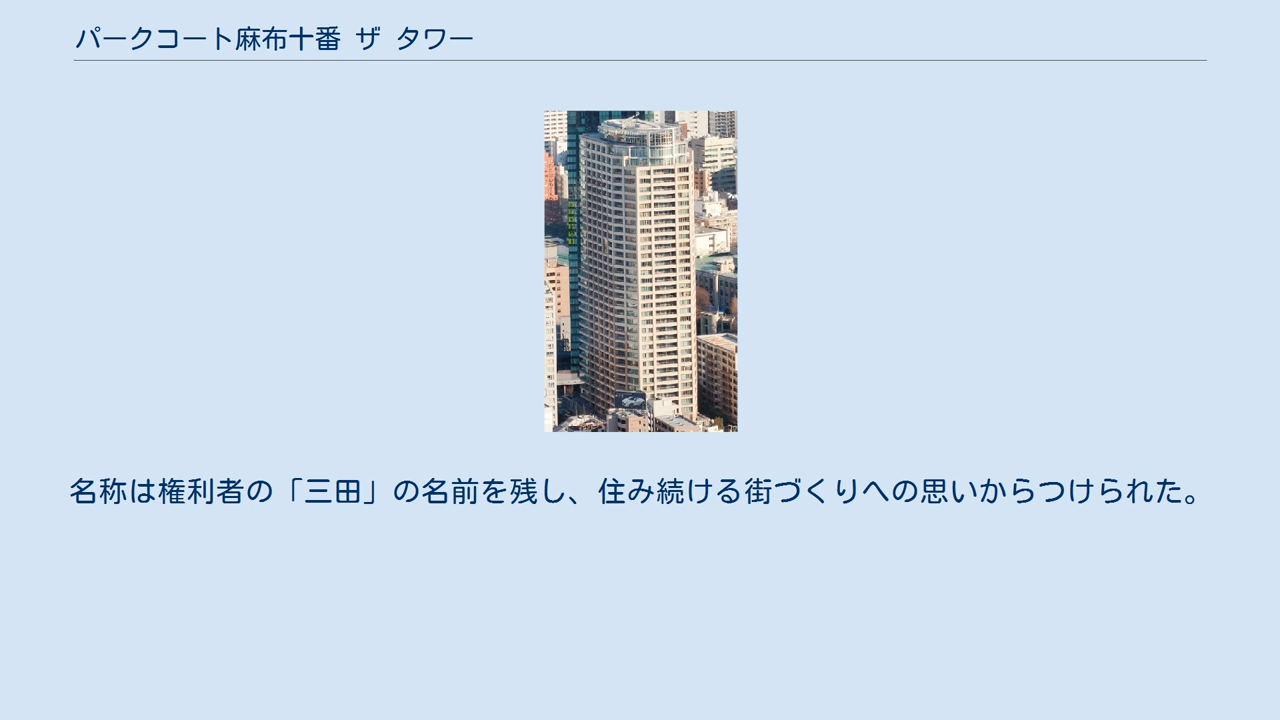 パークコート麻布十番 ザ タワー
名称は権利者の「三田」の名前を残し、住み続ける街づくりへの思いからつけられた。